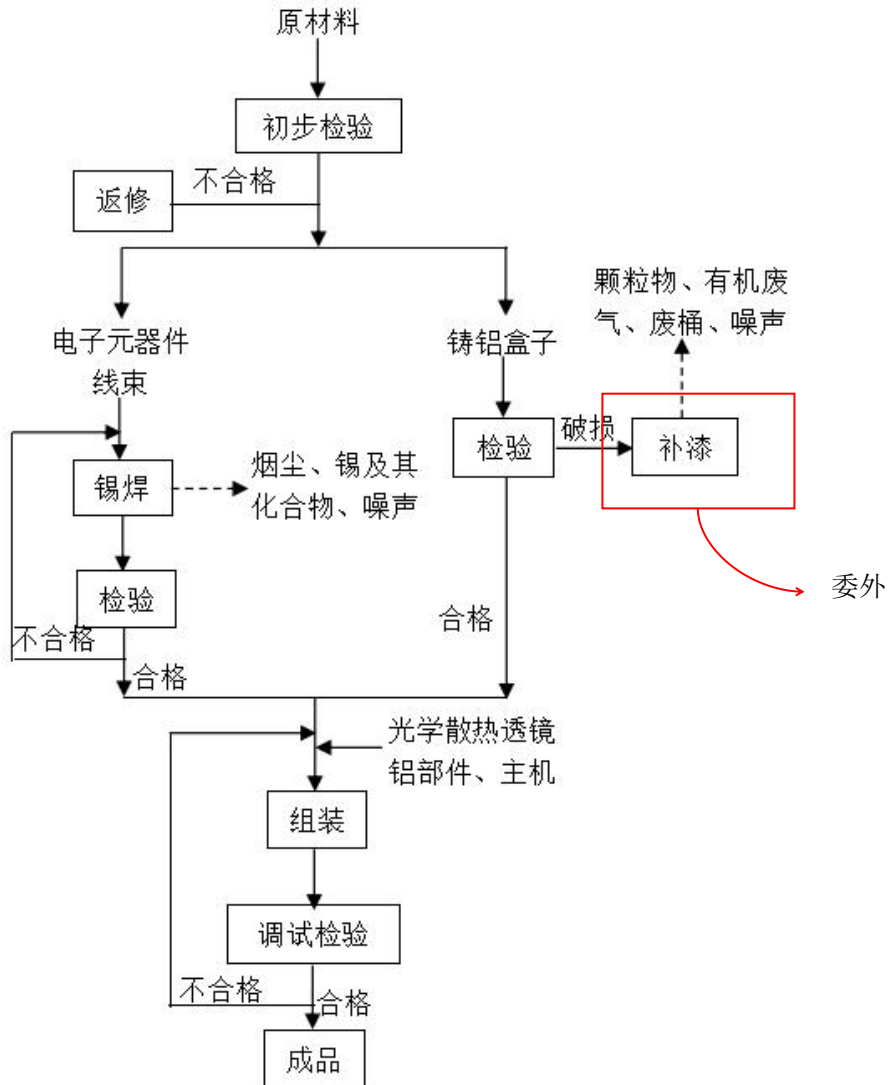 原材料
初步检验
不合格
返修
颗粒物、有机废
气、废桶、噪声
电子元器件
线束
铸铝盒子
检验
破损
补漆
锡焊
烟尘、锡及其
化合物、噪声
委外
检验
不合格
合格
合格
光学散热透镜
铝部件、主机
组装
调试检验
不合格
合格
成品